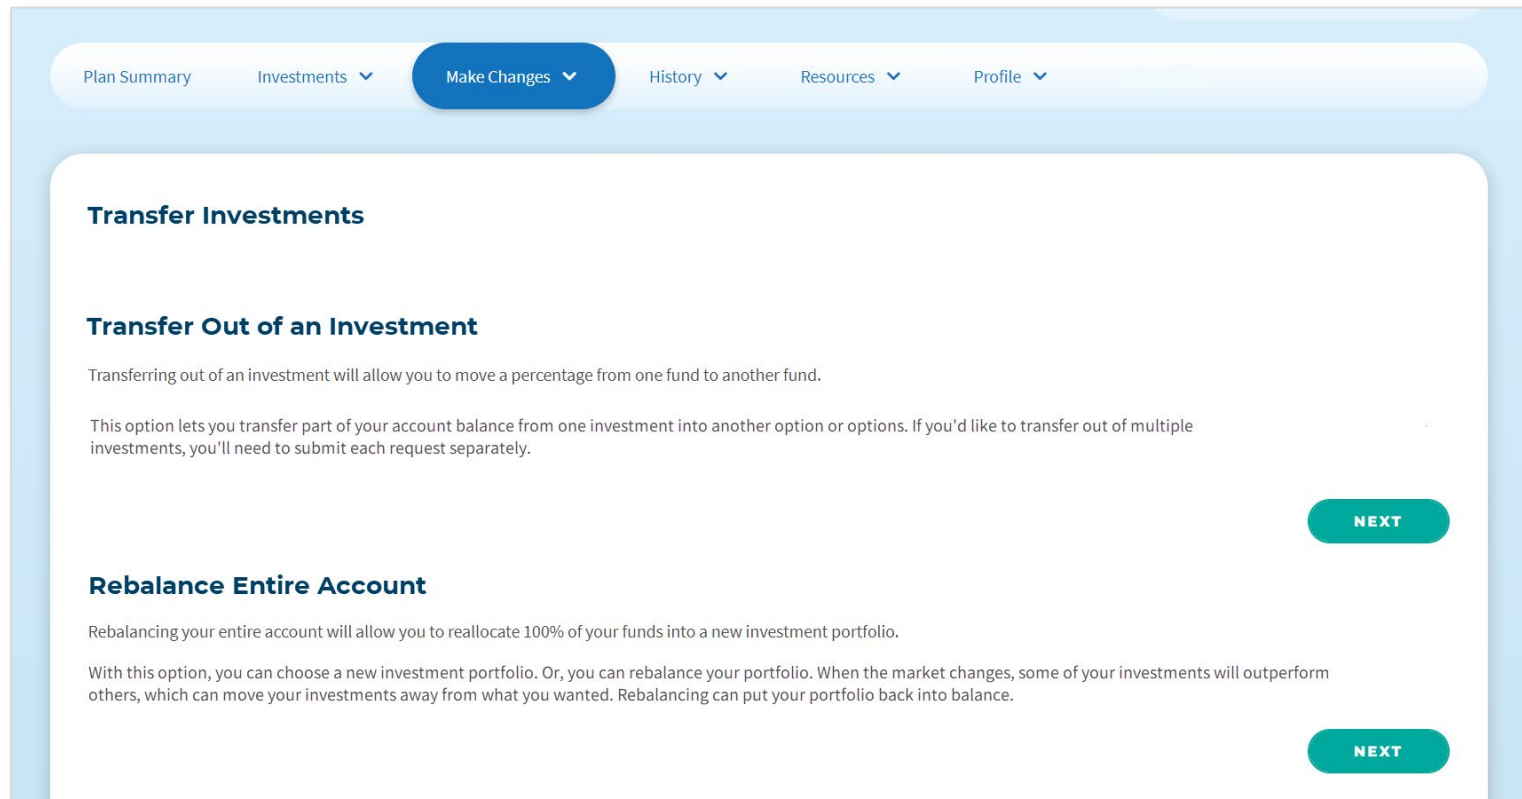 Plan Summary Investments Make Changes History Resources Profile
Transfer Investments
Transfer Out of an Investment
Transferring out of an investment will allow you to move a percentage from one fund to another fund.
This option lets you transfer part of your account balance from one investment into another option or options. If you'd like to transfer out of multiple
investments, you'll need to submit each request separately.
NEXT
Rebalance Entire Account
Rebalancing your entire account will allow you to reallocate 100% of your funds into a new investment portfolio.
With this option, you can choose a new investment portfolio. Or, you can rebalance your portfolio. When the market changes, some of your investments will outperform
others, which can move your investments away from what you wanted. Rebalancing can put your portfolio back into balance.
NEXT